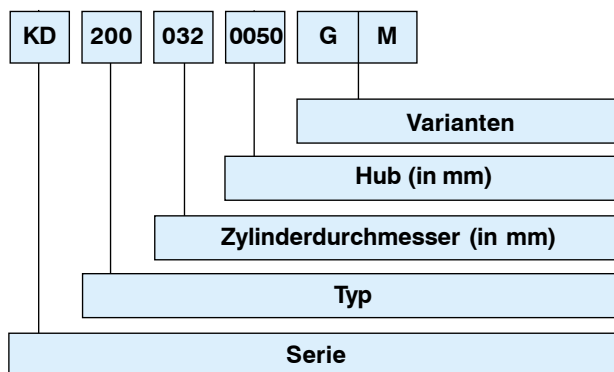 KD 200 032 0050 G M
Varianten
Hub (in mm)
Zylinderdurchmesser (in mm)
Typ
Serie